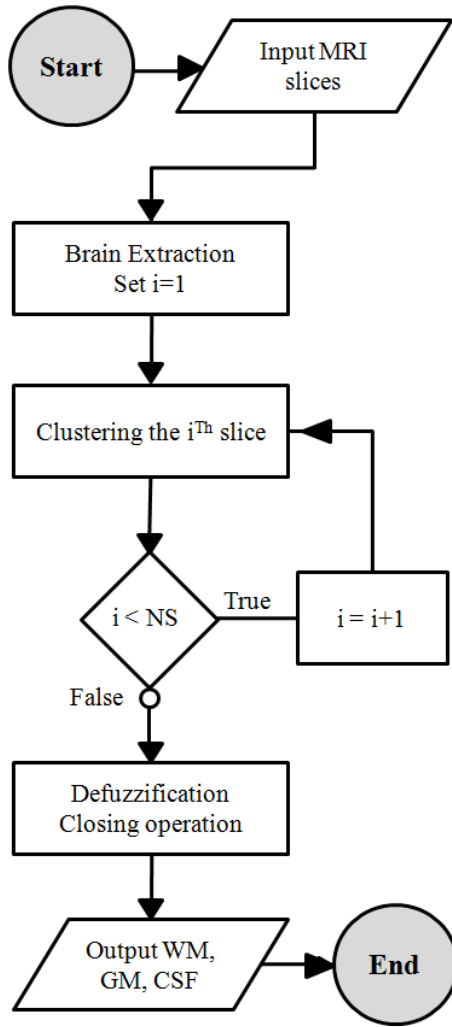 Start
Input MRI
slices
Brain Extraction
Set i=1
Clustering the iTh slice
i < NS
True
i = i+1
False
Defuzzification
Closing operation
Output WM,
GM, CSF
End